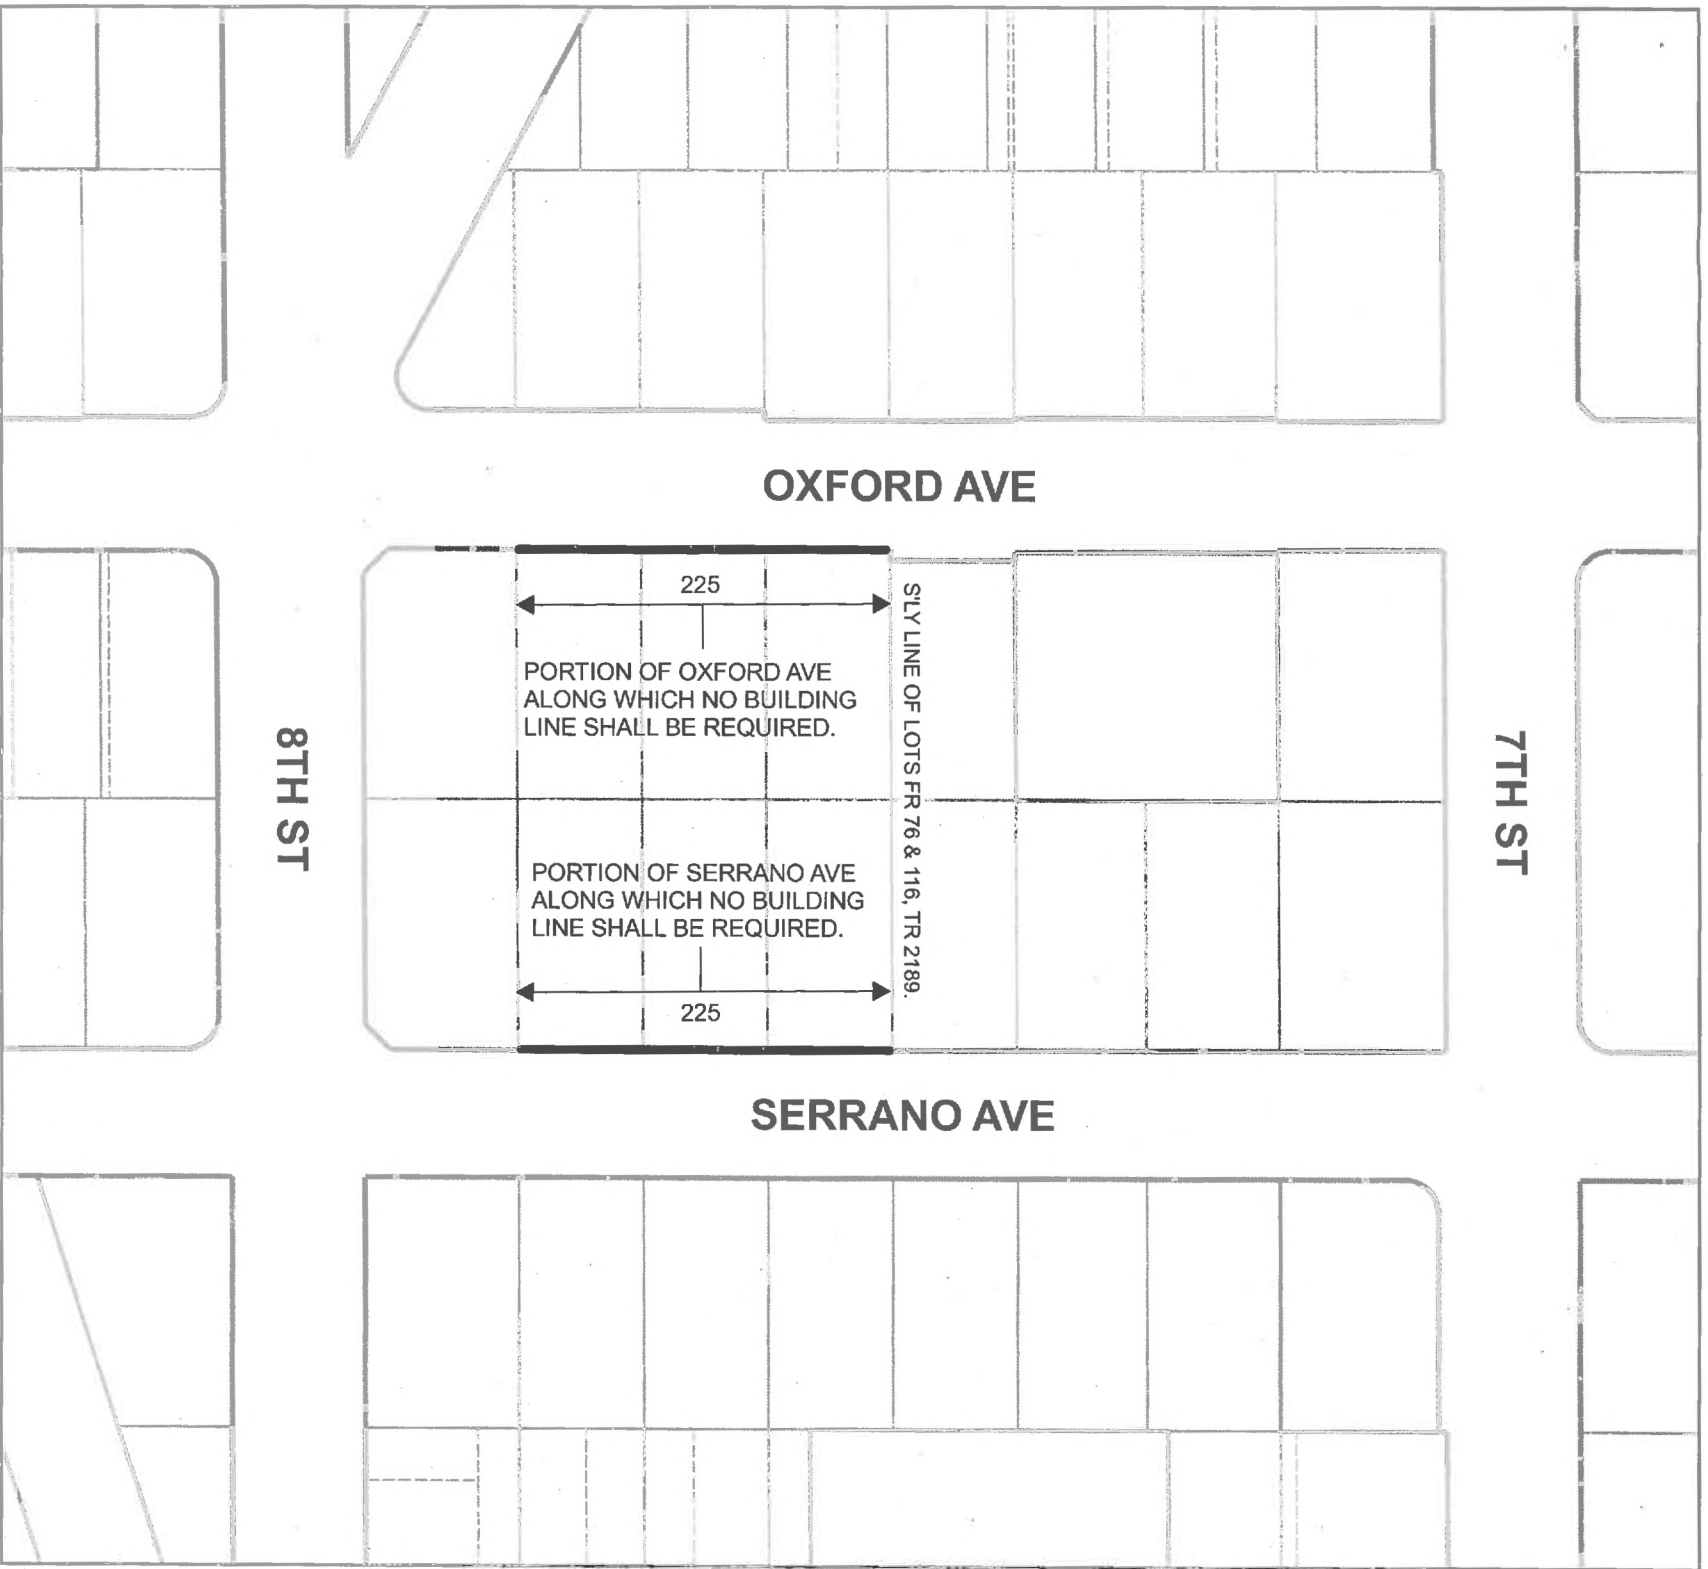 OXFORD AVE
225
PORTION OF OXFORD AVE
ALONG WHICH NO BUILDING
LINE SHALL BE REQUIRED.
S'LY LINE OF LOTS FR 76 & 116, TR 2189.
8TH ST
7TH ST
PORTION OF SERRANO AVE
ALONG WHICH NO BUILDING
LINE SHALL BE REQUIRED.
225
SERRANO AVE